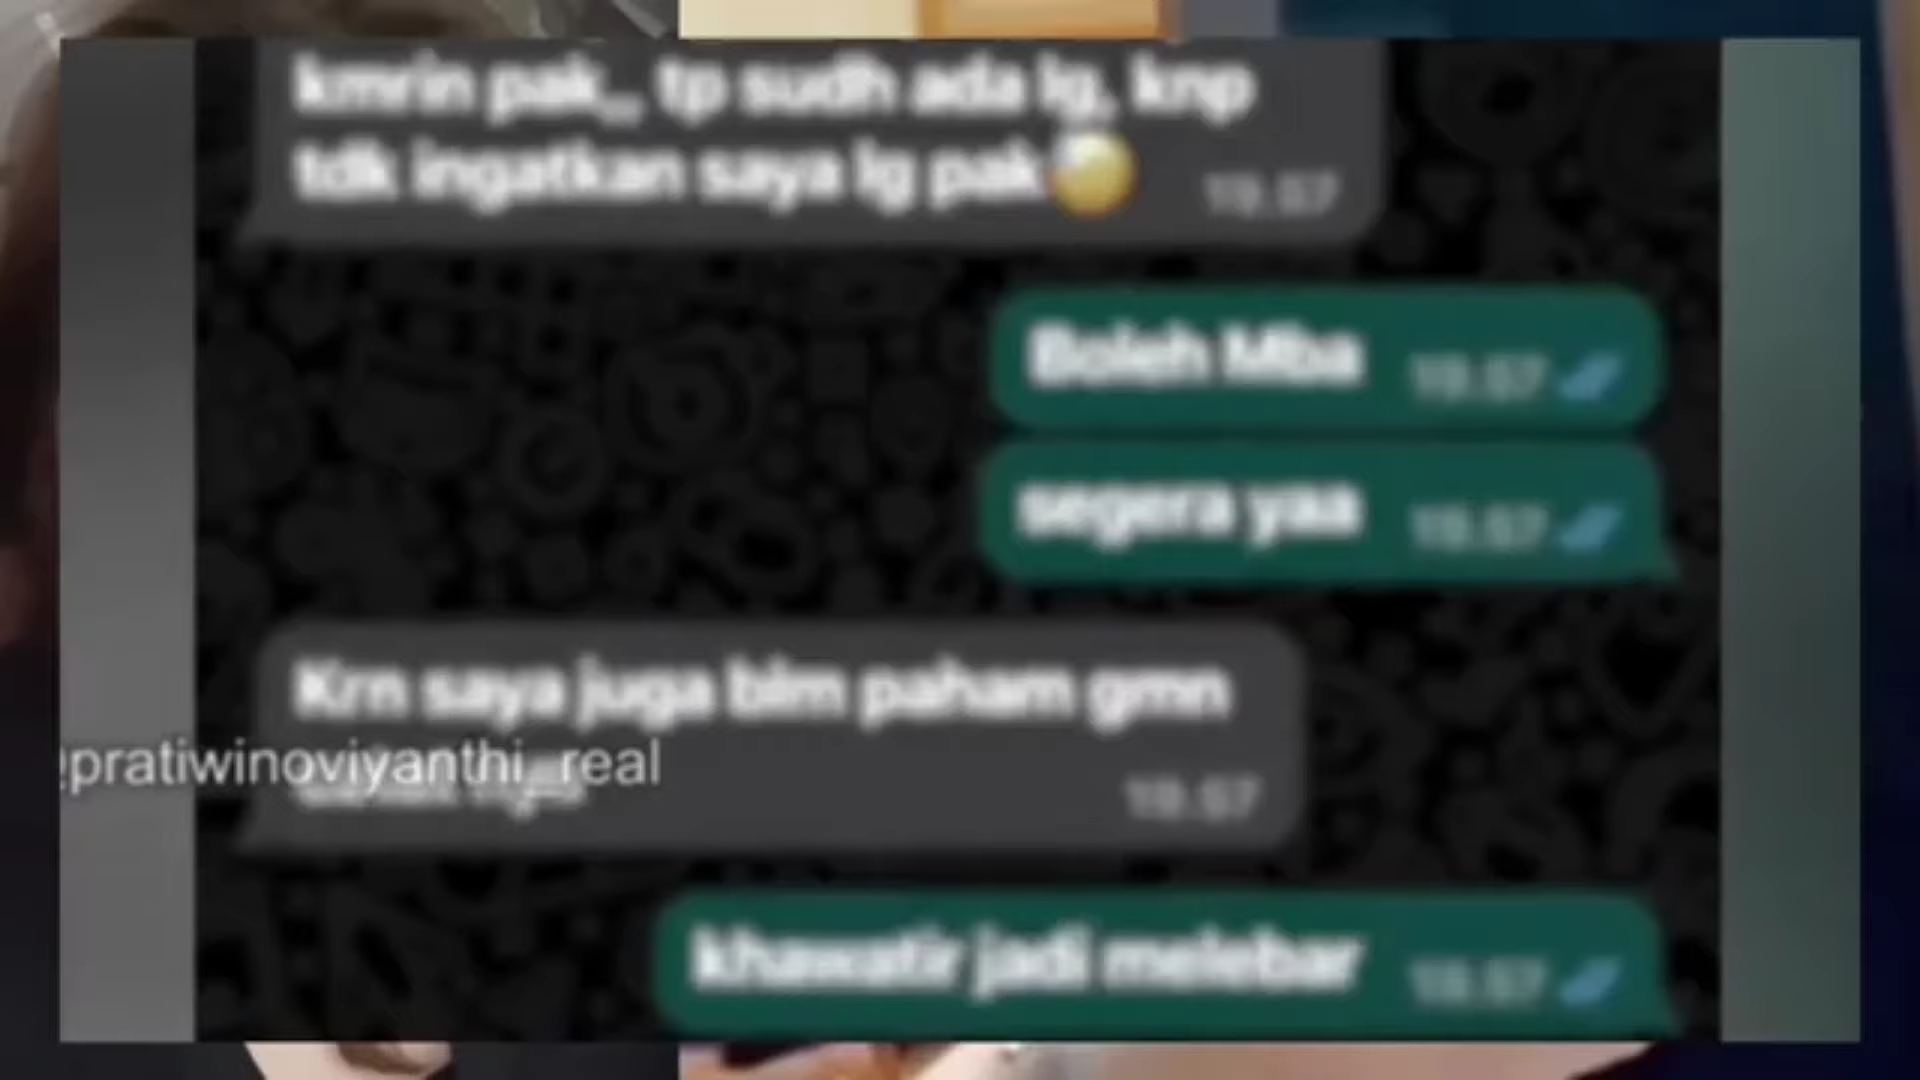 kmrin pak,, tp sudh ada lg, knp
tdk ingatkan saya lg pak
19.57
Boleh Mba 19.57
segera yaa 19.57
Krn saya juga blm paham gmn
pratiwinoviyanthi_real
19.57
khawatir jadi melebar 19.57